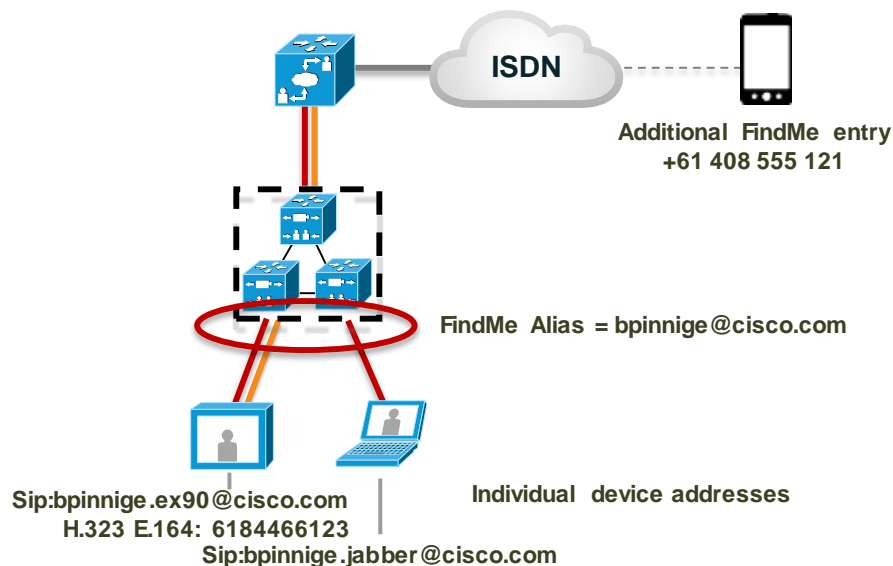 ISDN
Additional FindMe entry
+61 408 555 121
FindMe Alias = bpinnige@cisco.com
Sip:bpinnige.ex90@cisco.com
H.323 E.164: 6184466123
Individual device addresses
Sip:bpinnige.jabber@cisco.com